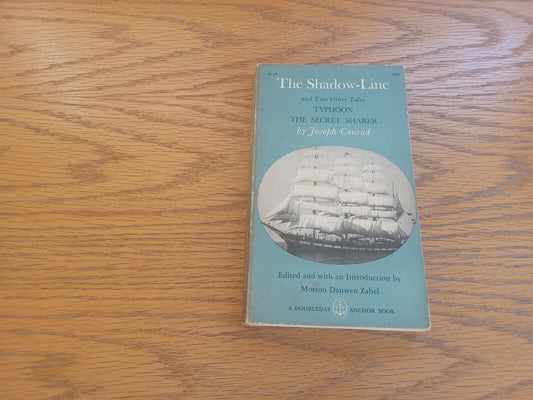 The Shadow-Line
and Two Other Tales
TYPHOON
THE SECRET SHARER
by Joseph Conrad
Edited and with an Introduction by
Morton Dauwen Zabel
A DOUBLEDAY ANCHOR BOOK